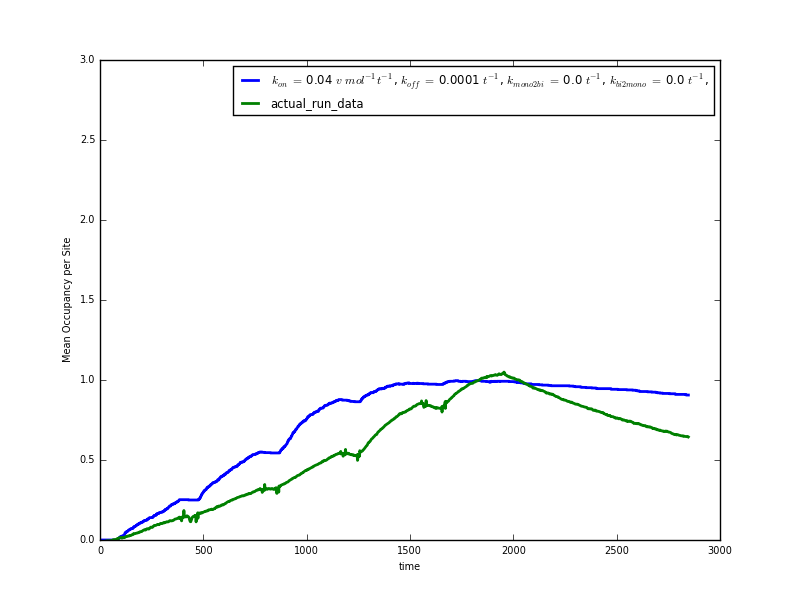 k_on = 0.04 v mol⁻¹t⁻¹, k_off = 0.0001 t⁻¹, k_mono2bi = 0.0 t⁻¹, k_bi2mono = 0.0 t⁻¹,
actual_run_data
3.0
2.5
2.0
1.5
1.0
0.5
0.0
Mean Occupancy per Site
0 500 1000 1500 2000 2500 3000
time